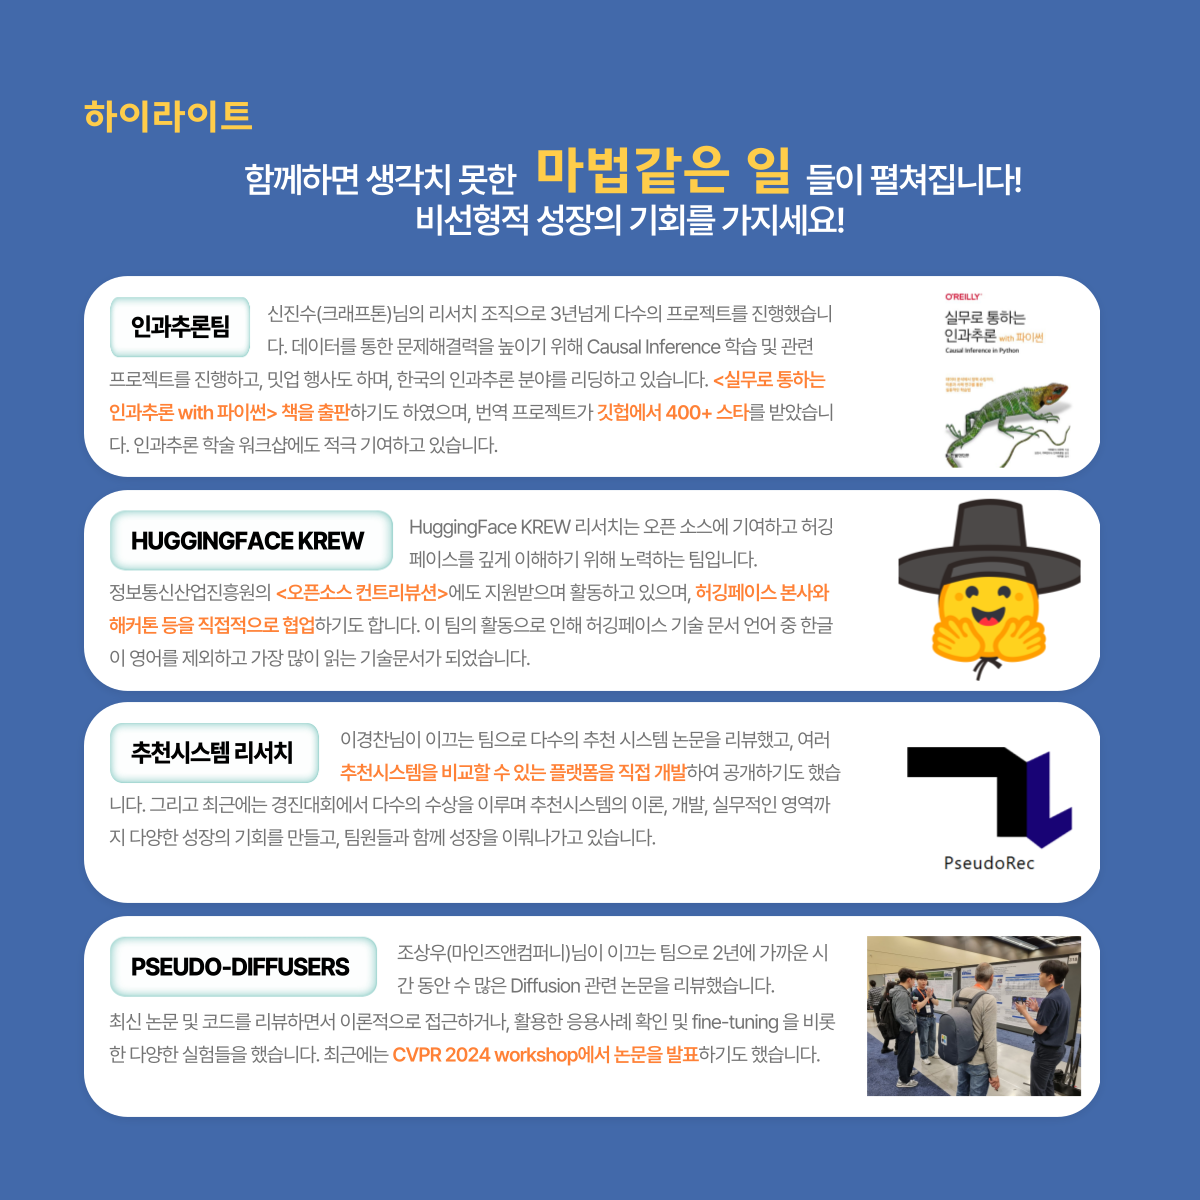 하이라이트
함께하면 생각치 못한 마법같은 일 들이 펼쳐집니다!
비선형적 성장의 기회를 가지세요!
인과추론팀
신진수(크래프톤)님의 리서치 조직으로 3년넘게 다수의 프로젝트를 진행했습니
다. 데이터를 통한 문제해결력을 높이기 위해 Causal Inference 학습 및 관련
프로젝트를 진행하고, 밋업 행사도 하며, 한국의 인과추론 분야를 리딩하고 있습니다. <실무로 통하는
인과추론 with 파이썬> 책을 출판하기도 하였으며, 번역 프로젝트가 깃헙에서 400+ 스타를 받았습니
다. 인과추론 학술 워크샵에도 적극 기여하고 있습니다.
O'REILLY
실무로 통하는
인과추론 with 파이썬
Causal Inference in Python
HUGGINGFACE KREW
HuggingFace KREW 리서치는 오픈 소스에 기여하고 허깅
페이스를 깊게 이해하기 위해 노력하는 팀입니다.
정보통신산업진흥원의 <오픈소스 컨트리뷰션>에도 지원받으며 활동하고 있으며, 허깅페이스 본사와
해커톤 등을 직접적으로 협업하기도 합니다. 이 팀의 활동으로 인해 허깅페이스 기술 문서 언어 중 한글
이 영어를 제외하고 가장 많이 읽는 기술문서가 되었습니다.
추천시스템 리서치
이경찬님이 이끄는 팀으로 다수의 추천 시스템 논문을 리뷰했고, 여러
추천시스템을 비교할 수 있는 플랫폼을 직접 개발하여 공개하기도 했습
니다. 그리고 최근에는 경진대회에서 다수의 수상을 이루며 추천시스템의 이론, 개발, 실무적인 영역까
지 다양한 성장의 기회를 만들고, 팀원들과 함께 성장을 이뤄나가고 있습니다.
PseudoRec
PSEUDO-DIFFUSERS
조상우(마인즈앤컴퍼니)님이 이끄는 팀으로 2년에 가까운 시
간 동안 수 많은 Diffusion 관련 논문을 리뷰했습니다.
최신 논문 및 코드를 리뷰하면서 이론적으로 접근하거나, 활용한 응용사례 확인 및 fine-tuning 을 비롯
한 다양한 실험들을 했습니다. 최근에는 CVPR 2024 workshop에서 논문을 발표하기도 했습니다.